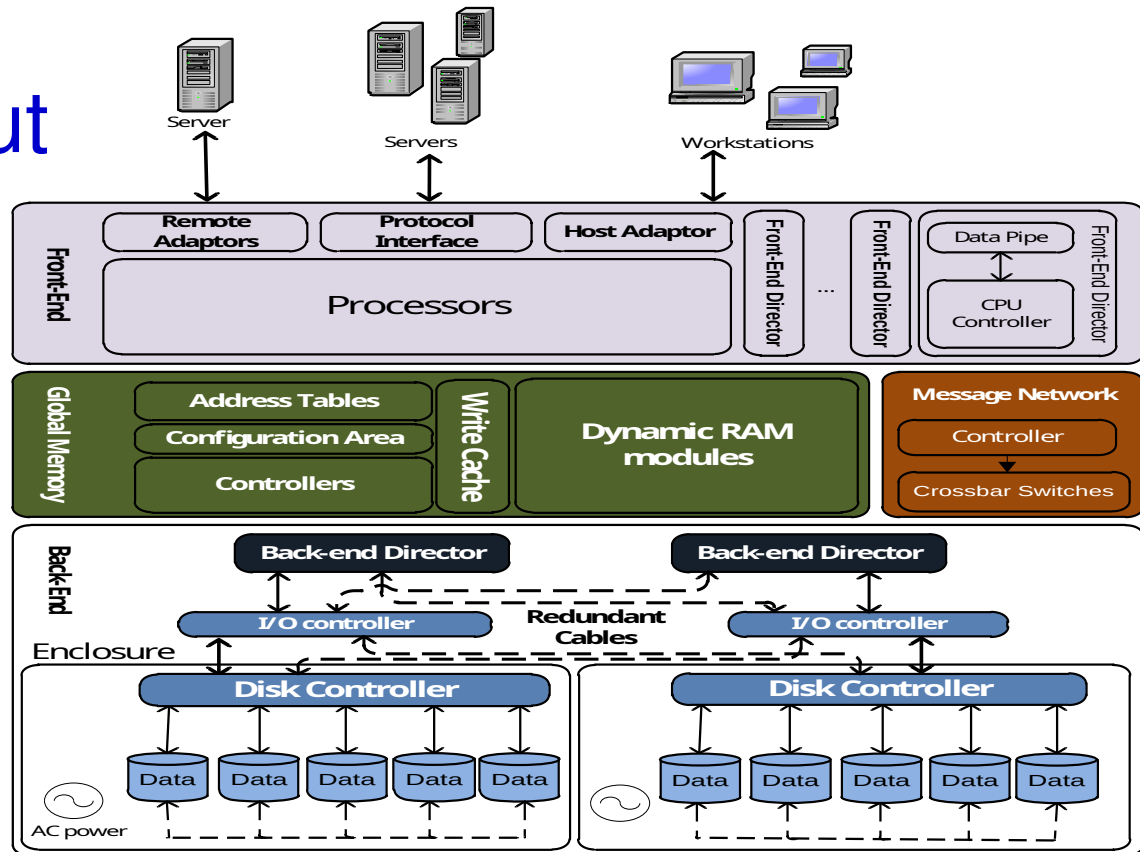 ut
Server
Servers
Workstations
Front-End
Remote
Adaptors
Protocol
Interface
Host Adaptor
Processors
Front-End Director
...
Front-End Director
Data Pipe
CPU
Controller
Front-End Director
Global Memory
Address Tables
Configuration Area
Controllers
Write Cache
Dynamic RAM
modules
Message Network
Controller
Crossbar Switches
Back-End
Back-end Director
Back-end Director
I/O controller
Redundant
Cables
I/O controller
Enclosure
Disk Controller
Disk Controller
Data
Data
Data
Data
Data
Data
Data
Data
Data
Data
AC power